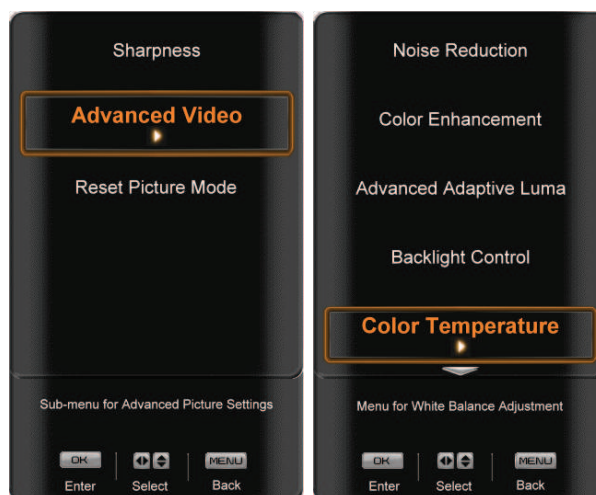 Sharpness
Advanced Video
Reset Picture Mode
Sub-menu for Advanced Picture Settings
OK
MENU
Enter
Select
Back
Noise Reduction
Color Enhancement
Advanced Adaptive Luma
Backlight Control
Color Temperature
Menu for White Balance Adjustment
OK
MENU
Enter
Select
Back